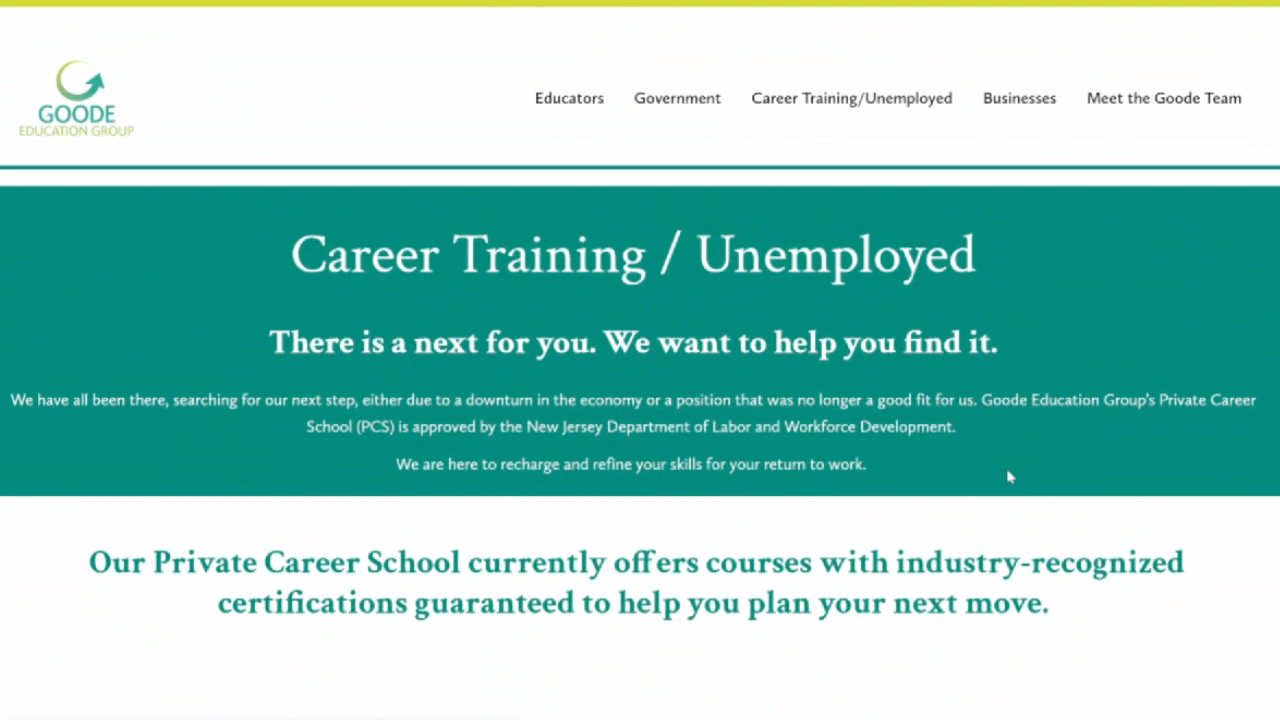 GOODE
EDUCATION GROUP
Educators
Government
Career Training/Unemployed
Businesses
Meet the Goode Team
Career Training / Unemployed
There is a next for you. We want to help you find it.
We have all been there, searching for our next step, either due to a downturn in the economy or a position that was no longer a good fit for us. Goode Education Group's Private Career
School (PCS) is approved by the New Jersey Department of Labor and Workforce Development.
We are here to recharge and refine your skills for your return to work.
Our Private Career School currently offers courses with industry-recognized
certifications guaranteed to help you plan your next move.